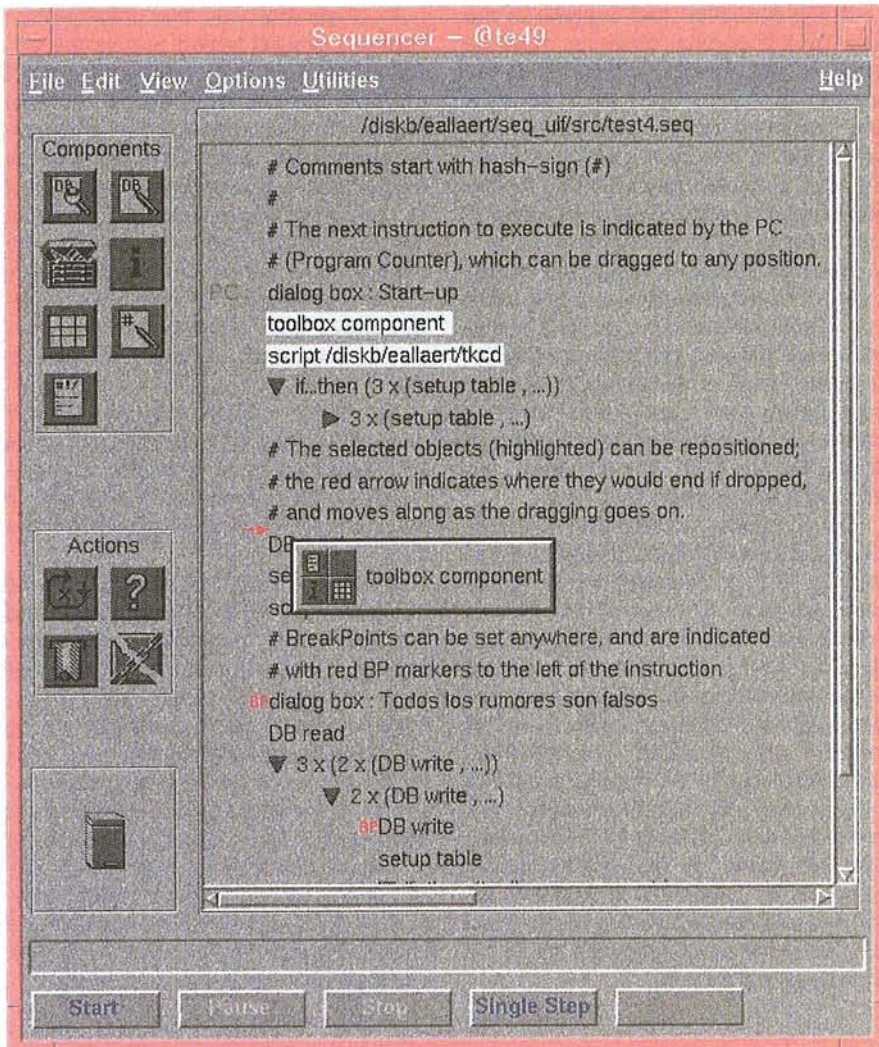 Sequencer – @te49
File Edit View Options Utilities Help
/diskb/eallaert/seq_uif/src/test4.seq
Components
DB DB
i
#
#!/
# Comments start with hash–sign (#)
#
# The next instruction to execute is indicated by the PC
# (Program Counter), which can be dragged to any position.
PC dialog box : Start–up
toolbox component
script /diskb/eallaert/tkcd
if...then (3 x (setup table , ...))
3 x (setup table , ...)
# The selected objects (highlighted) can be repositioned;
# the red arrow indicates where they would end if dropped,
# and moves along as the dragging goes on.
DB
toolbox component
# BreakPoints can be set anywhere, and are indicated
# with red BP markers to the left of the instruction
BP dialog box : Todos los rumores son falsos
DB read
3 x (2 x (DB write , ...))
2 x (DB write , ...)
BP DB write
setup table
Actions
?
Start Pause Stop Single Step